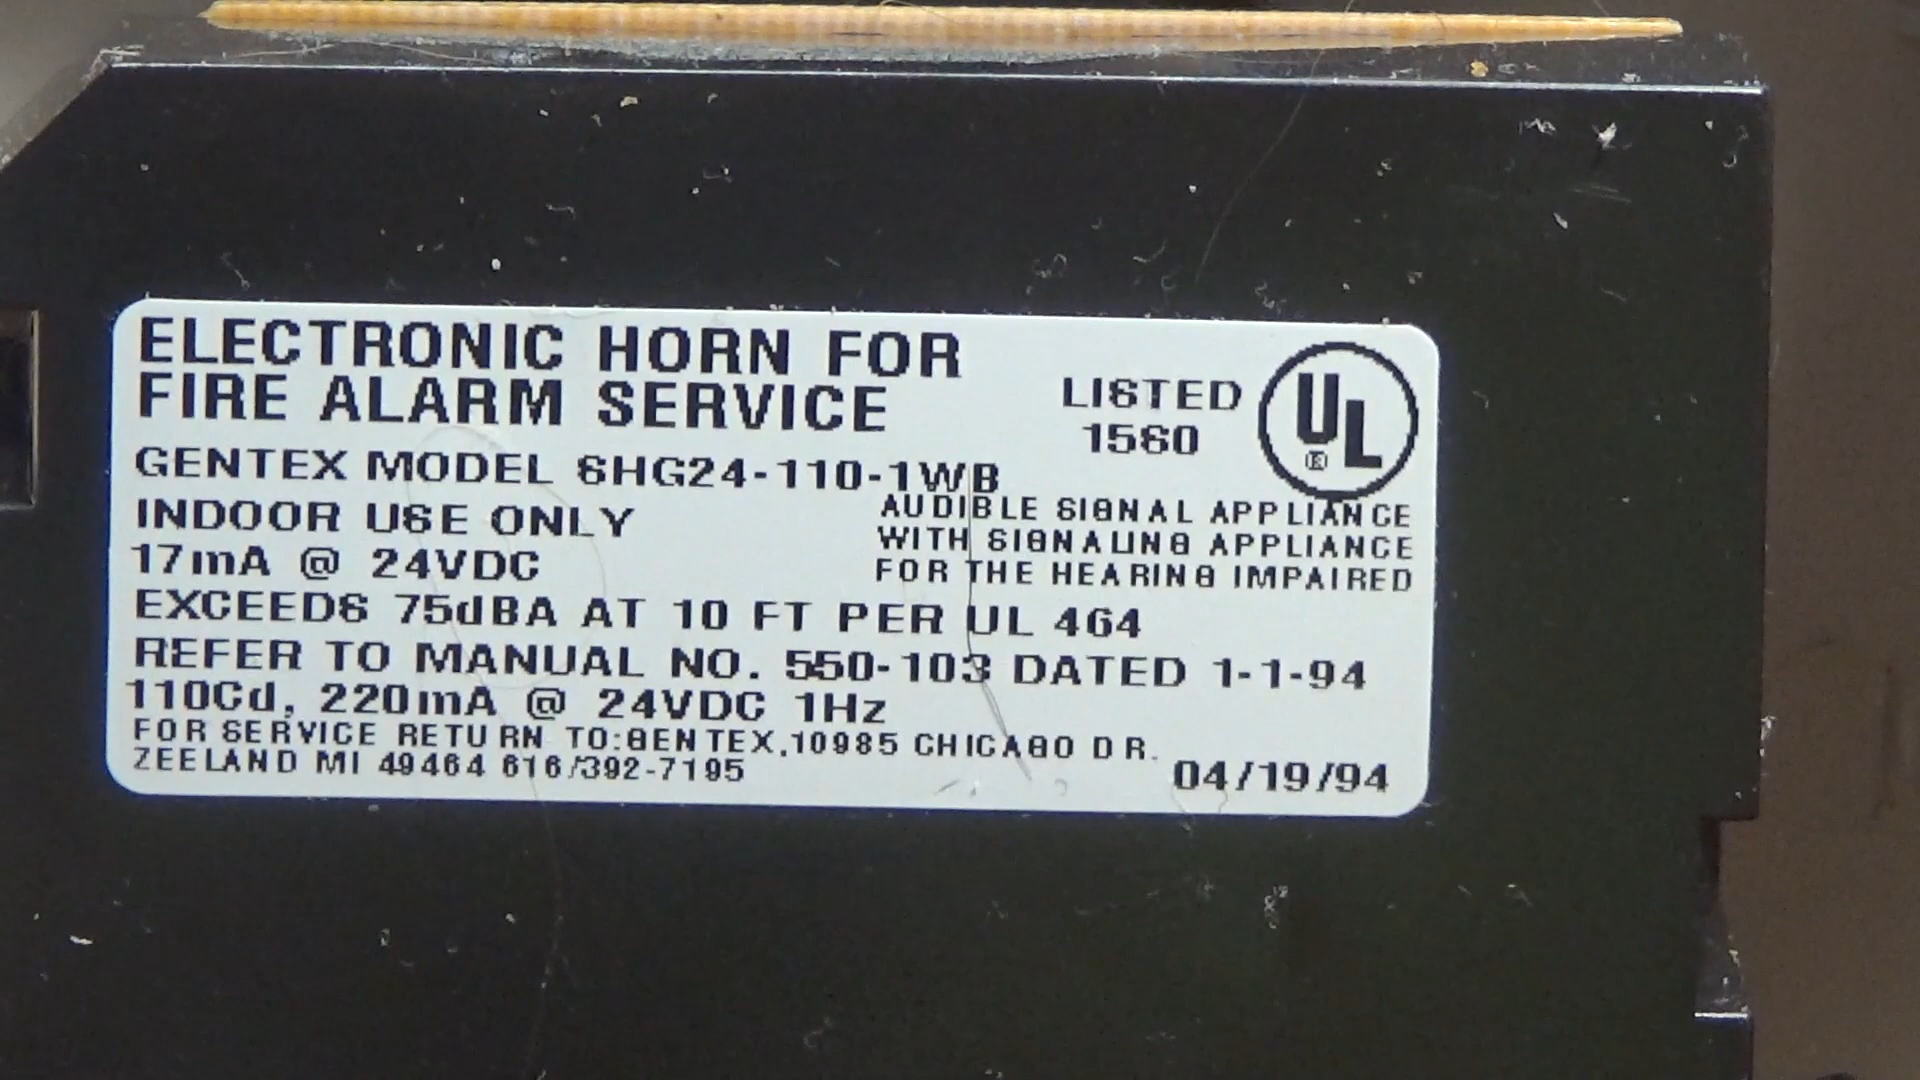 ELECTRONIC HORN FOR
FIRE ALARM SERVICE
LISTED
1560
UL
®
GENTEX MODEL SHG24-110-1WB
INDOOR USE ONLY
17mA @ 24VDC
AUDIBLE SIGNAL APPLIANCE
WITH SIGNALING APPLIANCE
FOR THE HEARING IMPAIRED
EXCEEDS 75dBA AT 10 FT PER UL 464
REFER TO MANUAL NO. 550-103 DATED 1-1-94
110Cd, 220mA @ 24VDC 1Hz
FOR SERVICE RETURN TO:GENTEX,10985 CHICAGO DR.
ZEELAND MI 49464 616/392-7195
04/19/94